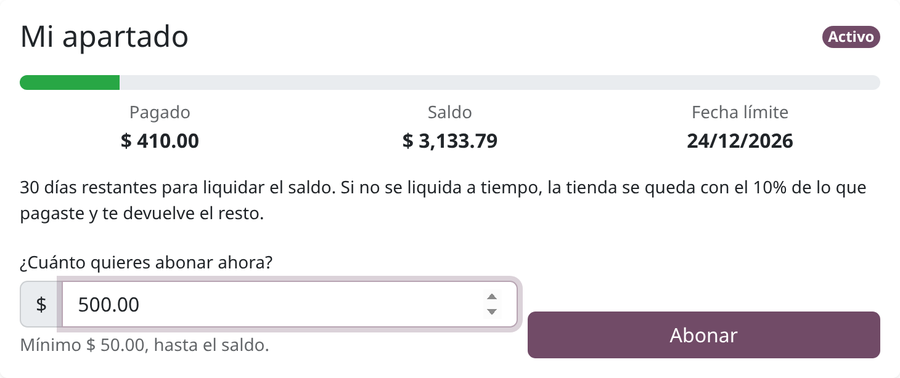 Mi apartado
Activo
Pagado
Saldo
Fecha límite
$ 410.00
$ 3,133.79
24/12/2026
30 días restantes para liquidar el saldo. Si no se liquida a tiempo, la tienda se queda con el 10% de lo que
pagaste y te devuelve el resto.
¿Cuánto quieres abonar ahora?
$ 500.00
Abonar
Mínimo $ 50.00, hasta el saldo.